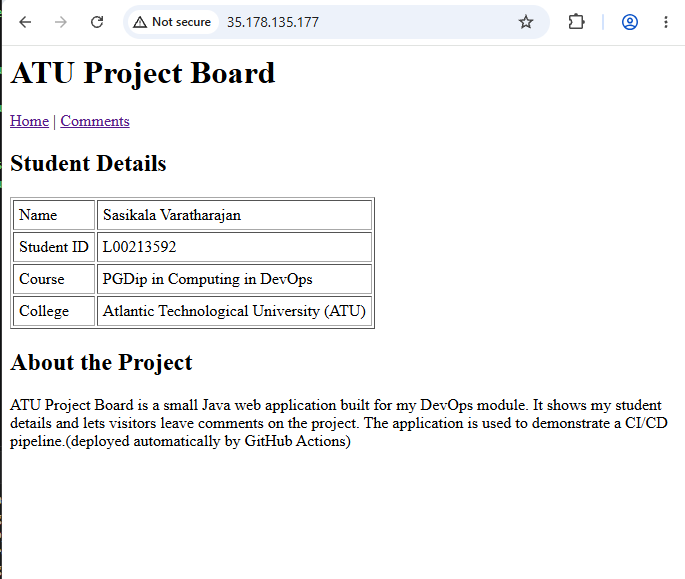 Not secure 35.178.135.177
ATU Project Board
Home | Comments
Student Details
Name Sasikala Varatharajan
Student ID L00213592
Course PGDip in Computing in DevOps
College Atlantic Technological University (ATU)
About the Project
ATU Project Board is a small Java web application built for my DevOps module. It shows my student
details and lets visitors leave comments on the project. The application is used to demonstrate a CI/CD
pipeline.(deployed automatically by GitHub Actions)